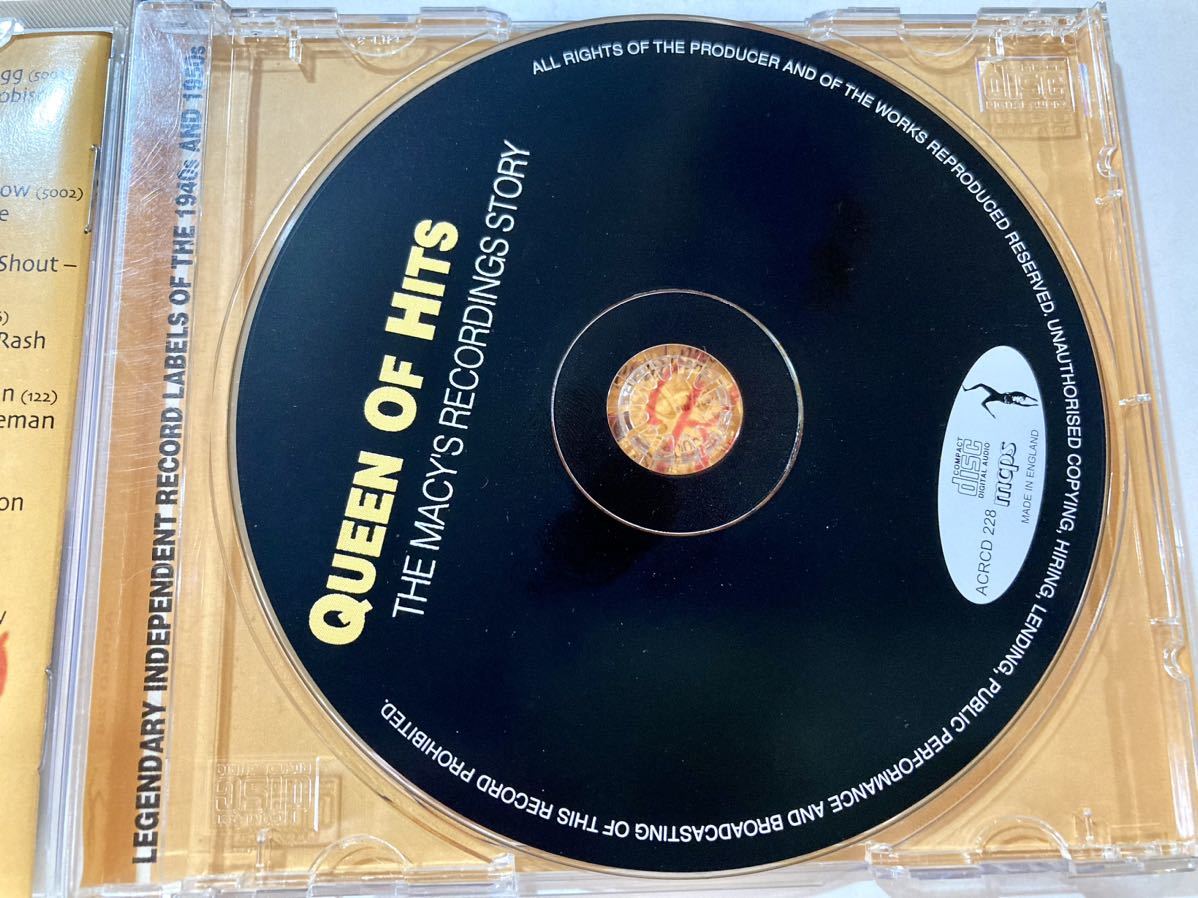 gg
ow (5002)
e
Shout –
Rash
n (122)
eman
on
y
LEGENDARY INDEPENDENT RECORD LABELS OF THE 1940s AND 1950s
QUEEN OF HITS
THE MACY'S RECORDINGS STORY
ALL RIGHTS OF THE PRODUCER AND OF THE WORKS REPRODUCED RESERVED. UNAUTHORISED COPYING, HIRING, LENDING, PUBLIC PERFORMANCE AND BROADCASTING OF THIS RECORD PROHIBITED.
COMPACT
disc
DIGITAL AUDIO
ACRCD 228
mcps
MADE IN ENGLAND